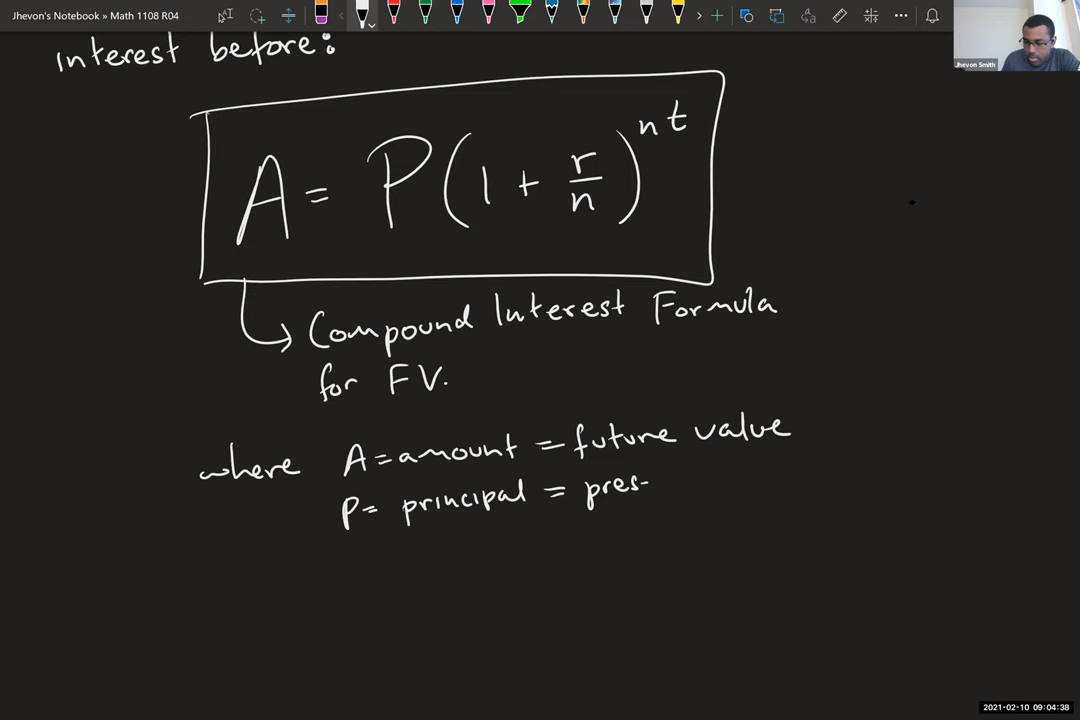 Jhevon's Notebook » Math 1108 R04
Jhevon Smith
interest before:
A = P(1 + r/n)^nt
Compound Interest Formula
for FV.
where A = amount = future value
P = principal = pres-
2021-02-10 09:04:38